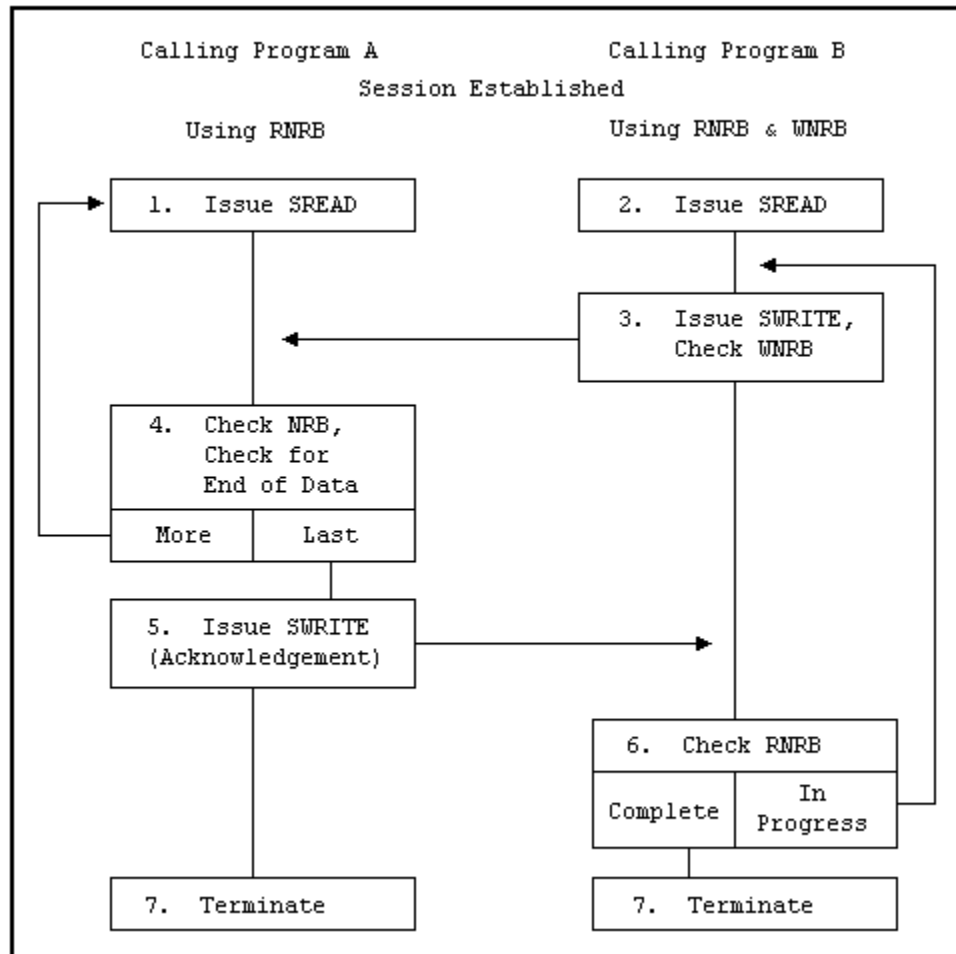 Calling Program A
Calling Program B
Session Established
Using RNRB
Using RNRB & WNRB
1. Issue SREAD
2. Issue SREAD
3. Issue SWRITE,
Check WNRB
4. Check NRB,
Check for
End of Data
More
Last
5. Issue SWRITE
(Acknowledgement)
6. Check RNRB
Complete
In
Progress
7. Terminate
7. Terminate